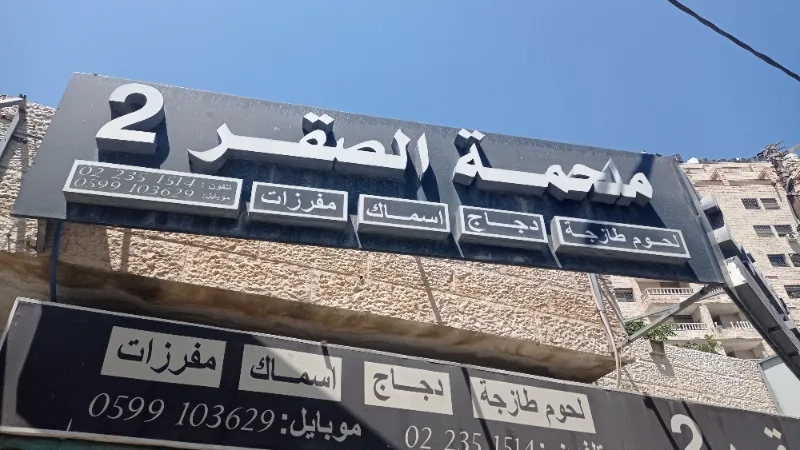 ملحمة الصقر 2
لحوم طازجة دجاج اسماك مفرزات
تلفون: 02 235 1514
موبايل: 0599 103629
لحوم طازجة دجاج اسماك مفرزات
تلفون: 02 235 1514 موبايل: 0599 103629
2